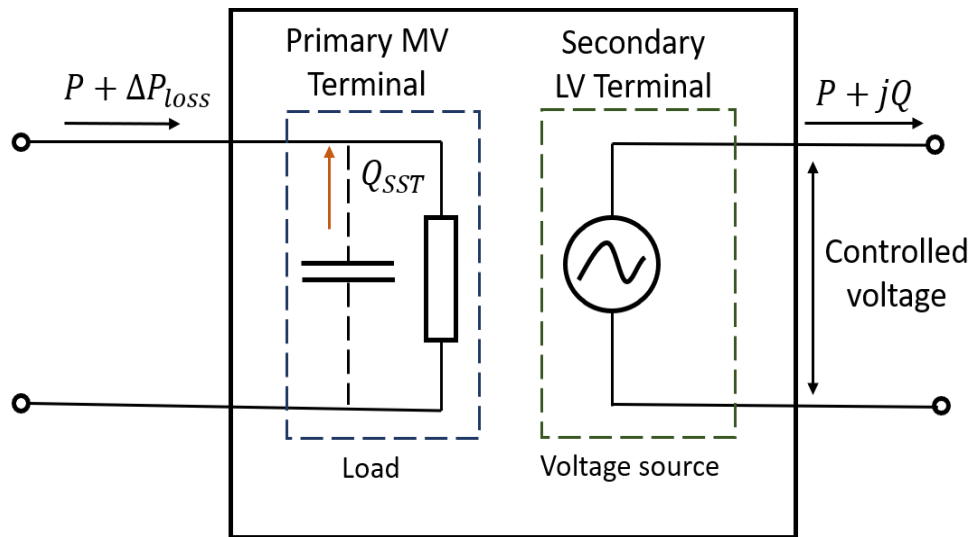 Primary MV
Terminal
Secondary
LV Terminal
P + ΔP_loss
P + jQ
Q_SST
Controlled
voltage
Load
Voltage source